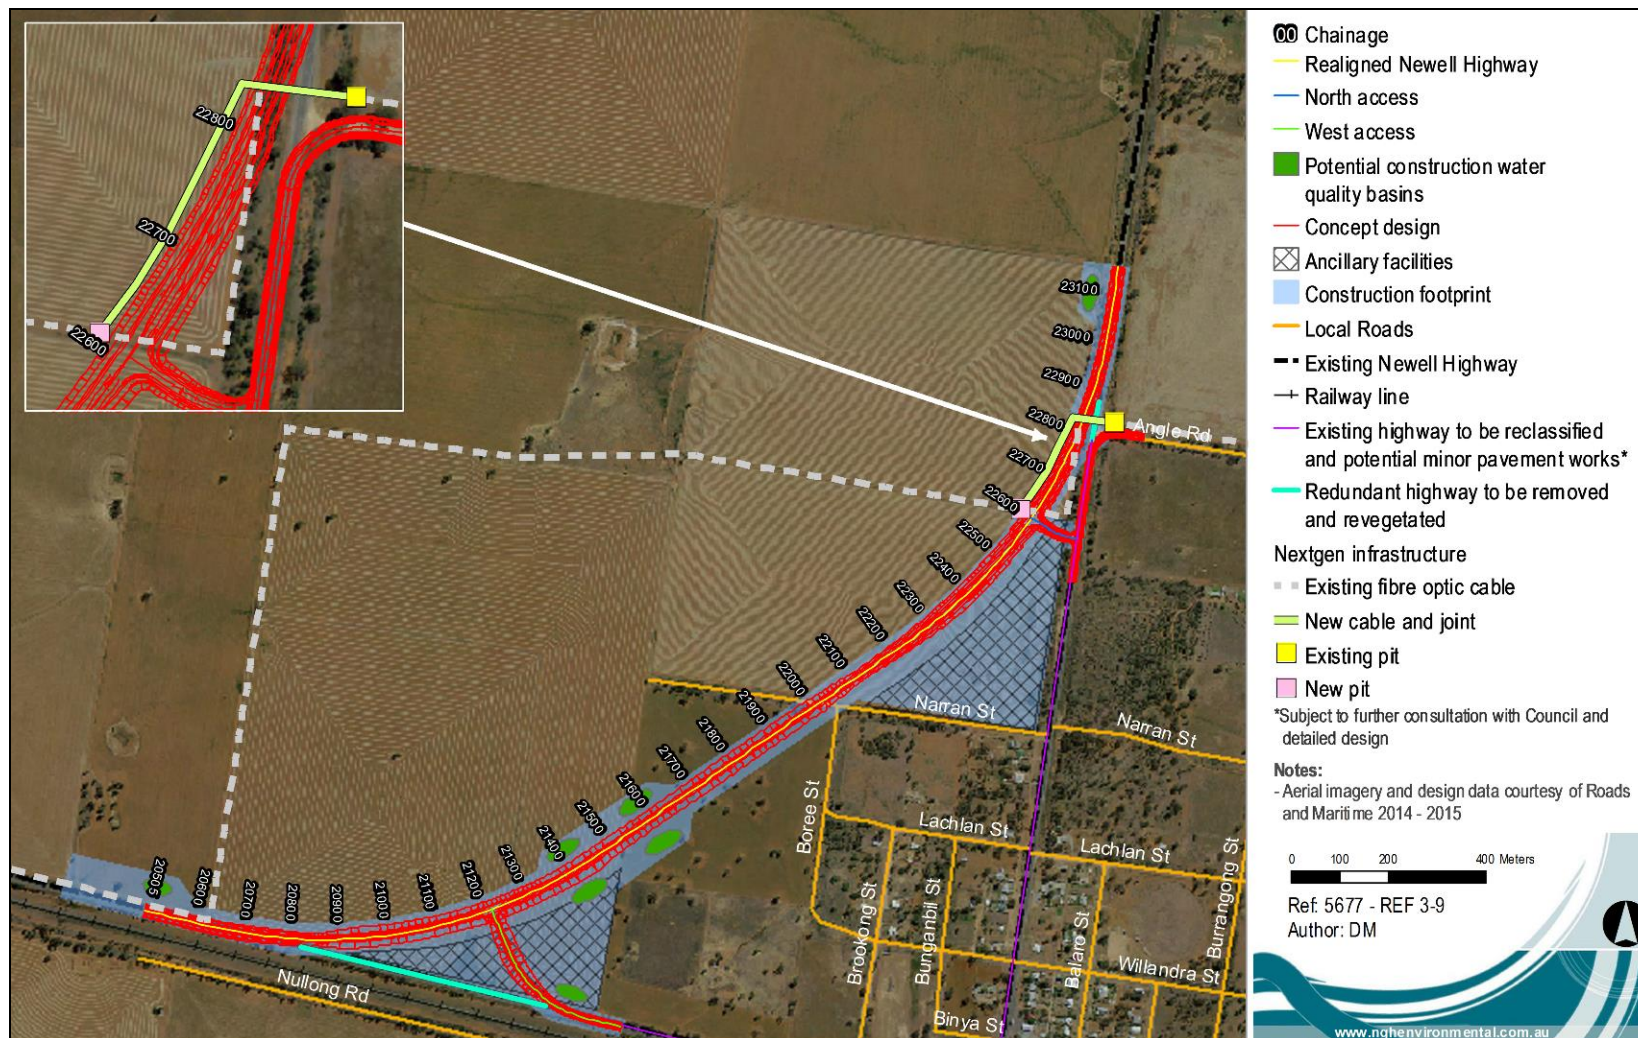 22800
22700
22600
23100
23000
22900
22800
22700
22600
22500
22400
22300
22200
22100
22000
21900
21800
21700
21600
21500
21400
21300
21200
21100
21000
20900
20800
20700
20600
20505
Angle Rd
Narran St
Narran St
Boree St
Lachlan St
Lachlan St
Brookong St
Bunganbil St
Balaro St
Burrangong St
Willandra St
Binya St
Nullong Rd
00 Chainage
Realigned Newell Highway
North access
West access
Potential construction water
quality basins
Concept design
Ancillary facilities
Construction footprint
Local Roads
Existing Newell Highway
Railway line
Existing highway to be reclassified
and potential minor pavement works*
Redundant highway to be removed
and revegetated
Nextgen infrastructure
Existing fibre optic cable
New cable and joint
Existing pit
New pit
*Subject to further consultation with Council and
detailed design
Notes:
- Aerial imagery and design data courtesy of Roads
and Maritime 2014 - 2015
0 100 200 400 Meters
Ref: 5677 - REF 3-9
Author: DM
www.nghenvironmental.com.au